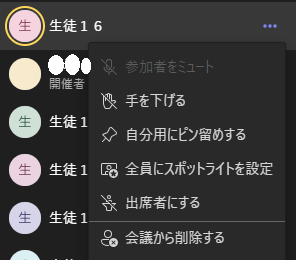 生 生徒１６
参加者をミュート
開催者
手を下げる
生 生徒１
自分用にピン留めする
生 生徒１
全員にスポットライトを設定
出席者にする
生 生徒１
会議から削除する
生